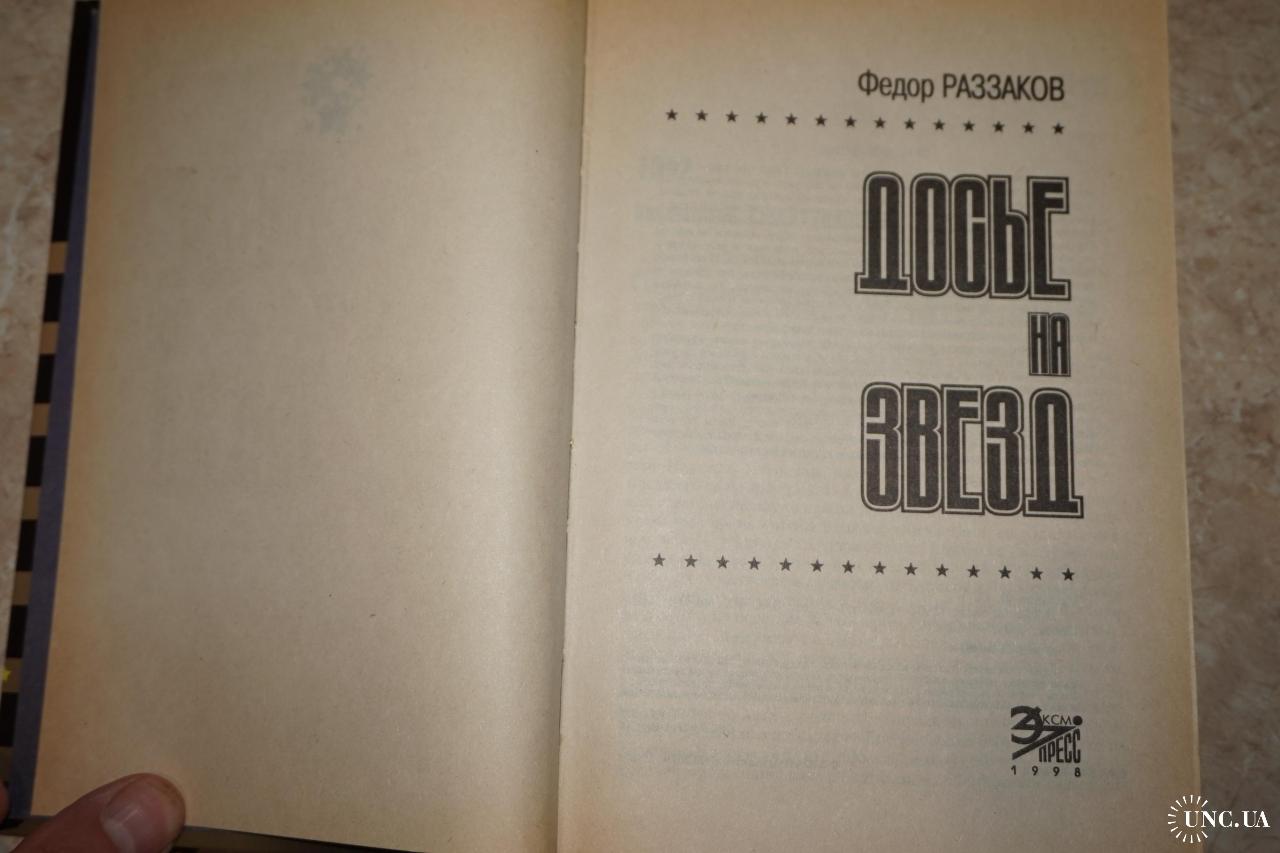 Федор РАЗЗАКОВ
ДОСЬЕ
НА
ЗВЕЗД
ЭКСМО
ПРЕСС
1998
UNC.UA